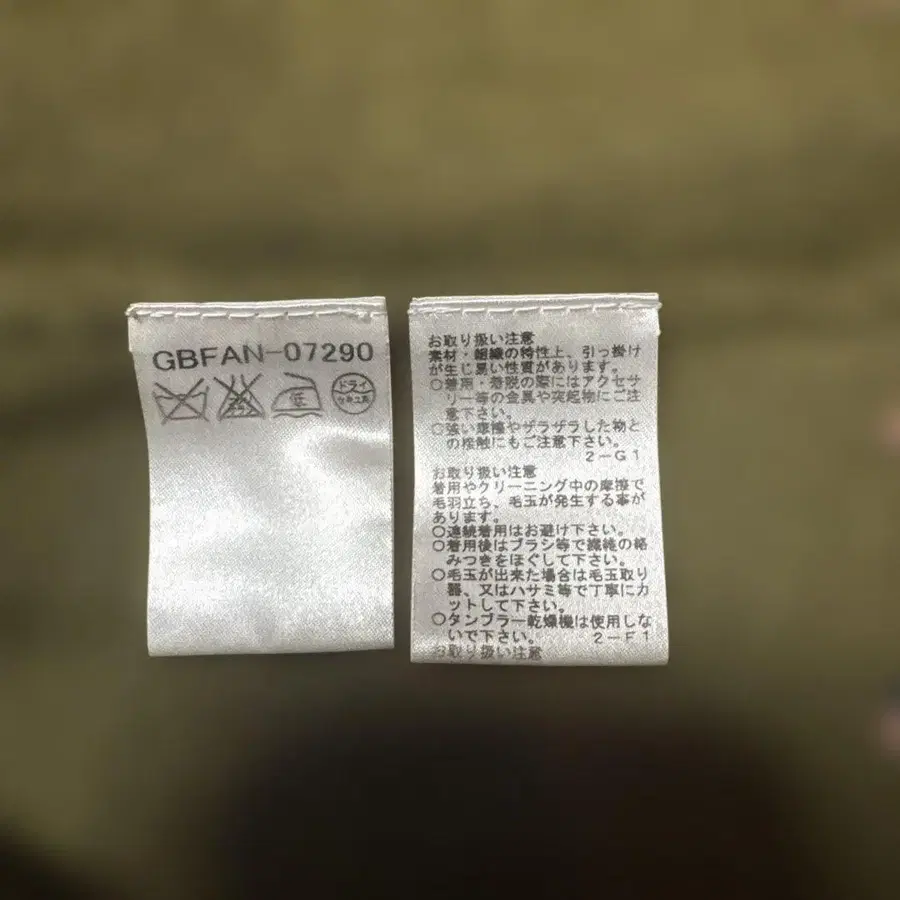 GBFAN-07290
低
ドライ
セキユ系
お取り扱い注意
素材・組織の特性上、引っ掛け
が生じ易い性質があります。
○着用・着脱の際にはアクセサ
リー等の金具や突起物にご注
意下さい。
○強い摩擦やザラザラした物と
の接触にもご注意下さい。
2-G1
お取り扱い注意
着用やクリーニング中の摩擦で
毛羽立ち、毛玉が発生する事が
あります。
○連続着用はお避け下さい。
○着用後はブラシ等で繊維の絡
みつきをほぐして下さい。
○毛玉が出来た場合は毛玉取り
器、又はハサミ等で丁寧にカ
ットして下さい。
○タンブラー乾燥機は使用しな
いで下さい。
2-F1
お取り扱い注意